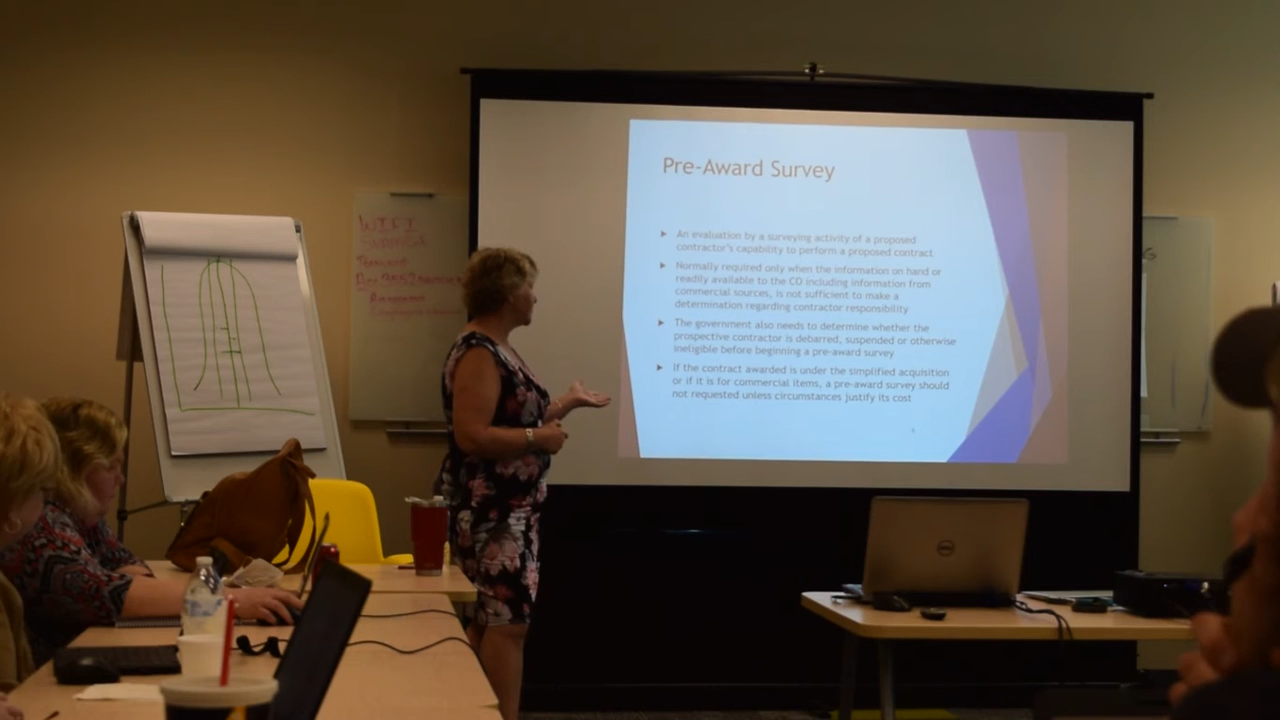 Pre-Award Survey
An evaluation by a surveying activity of a proposed
contractor's capability to perform a proposed contract
Normally required only when the information on hand or
readily available to the CO including information from
commercial sources, is not sufficient to make a
determination regarding contractor responsibility
The government also needs to determine whether the
prospective contractor is debarred, suspended or otherwise
ineligible before beginning a pre-award survey
If the contract awarded is under the simplified acquisition
or if it is for commercial items, a pre-award survey should
not requested unless circumstances justify its cost
DELL